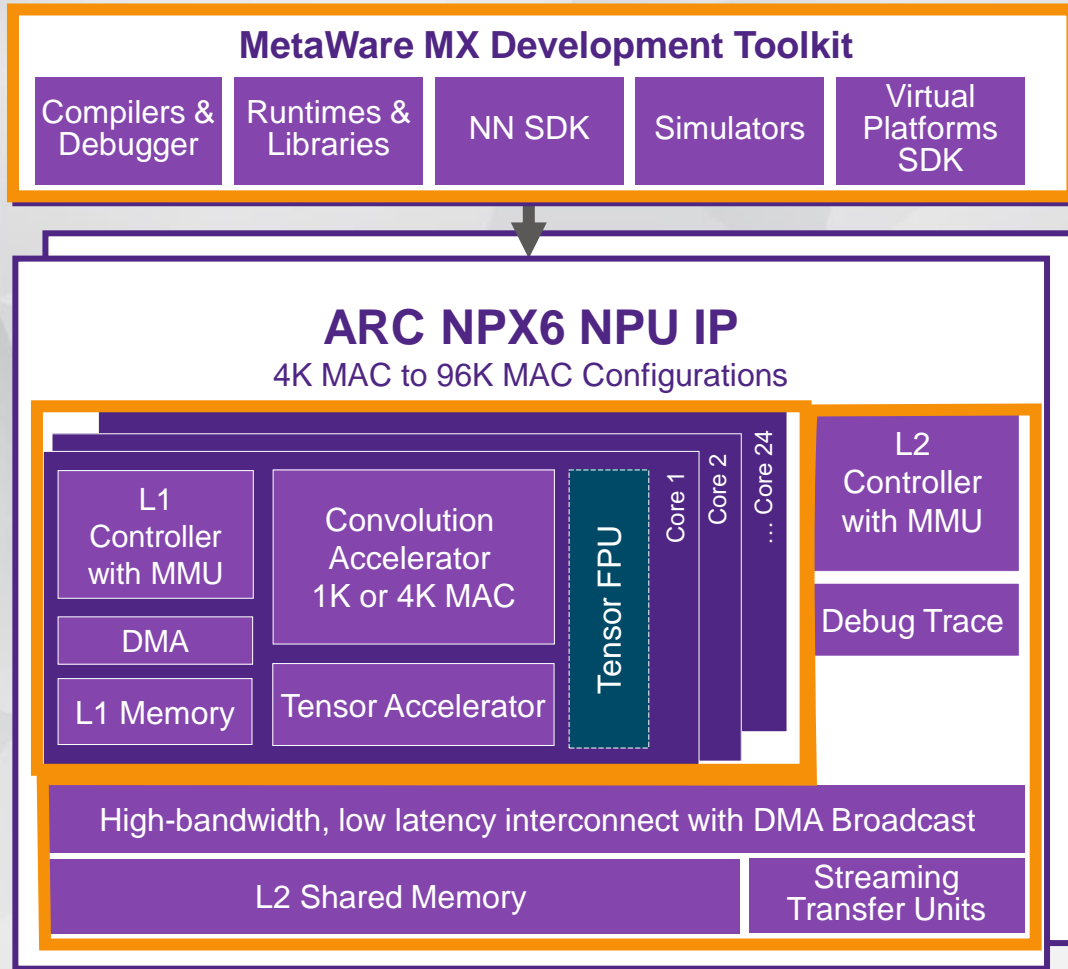 MetaWare MX Development Toolkit
Compilers &
Debugger
Runtimes &
Libraries
NN SDK
Simulators
Virtual
Platforms
SDK
ARC NPX6 NPU IP
4K MAC to 96K MAC Configurations
L1
Controller
with MMU
DMA
L1 Memory
Convolution
Accelerator
1K or 4K MAC
Tensor Accelerator
Tensor FPU
Core 1
Core 2
... Core 24
L2
Controller
with MMU
Debug Trace
High-bandwidth, low latency interconnect with DMA Broadcast
L2 Shared Memory
Streaming
Transfer Units